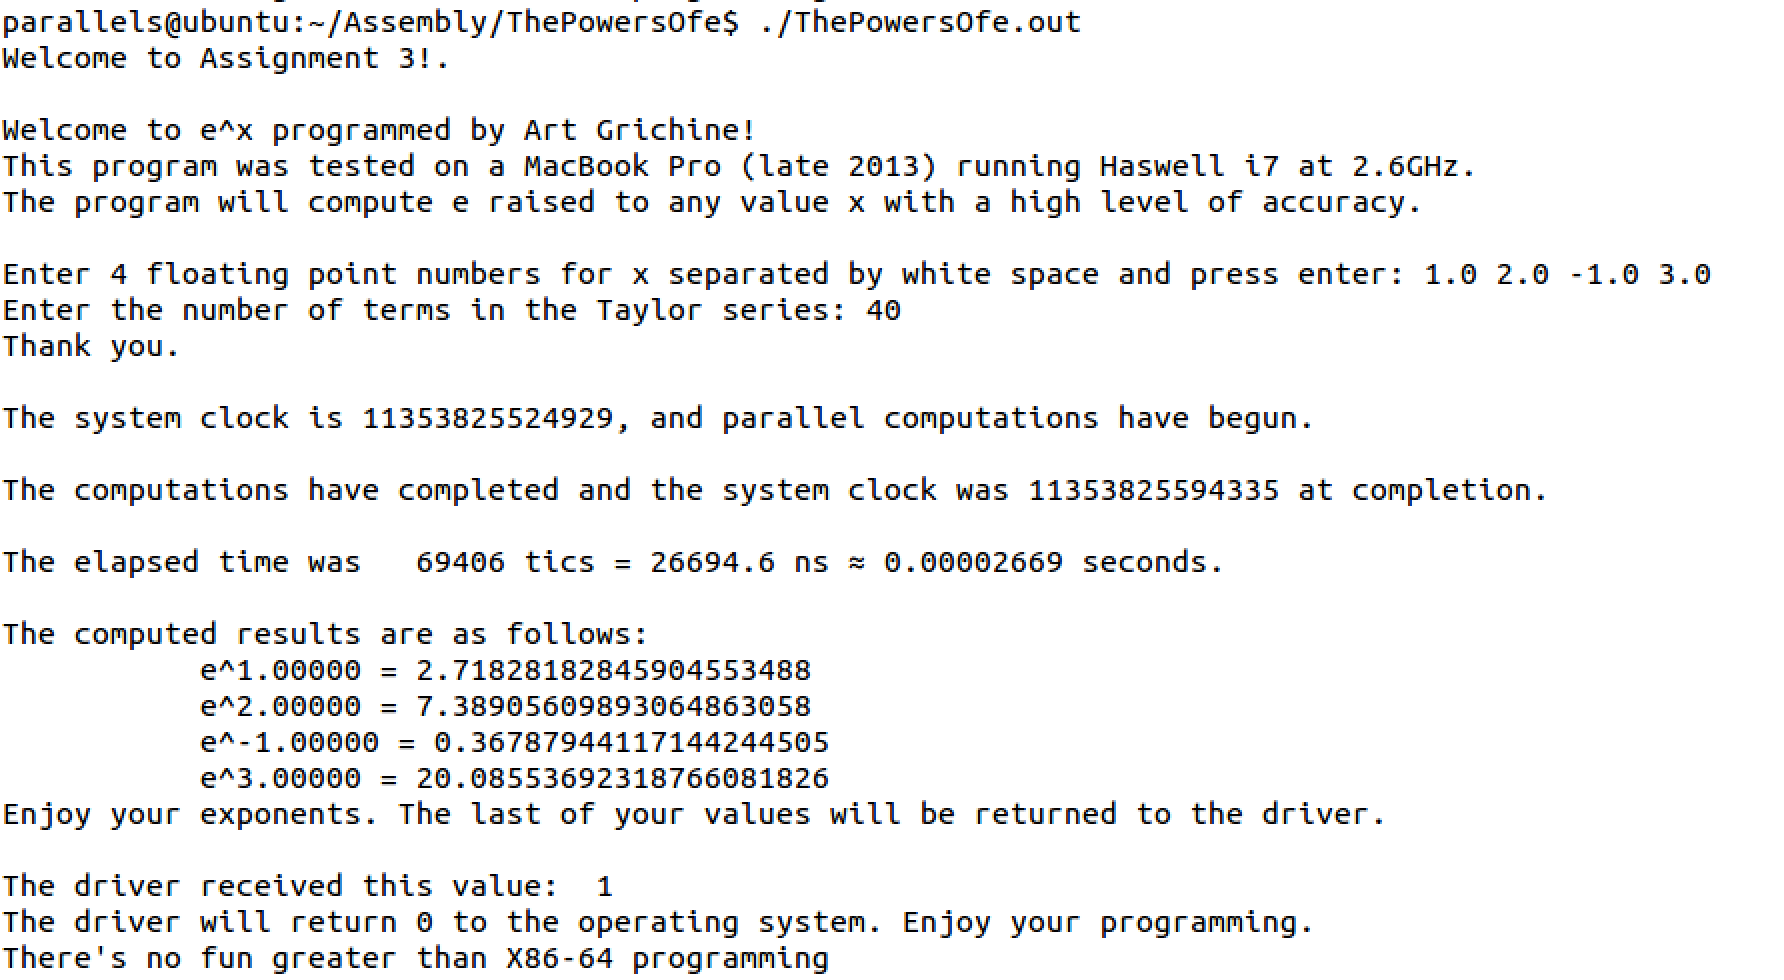 parallels@ubuntu:~/Assembly/ThePowersOfe$ ./ThePowersOfe.out
Welcome to Assignment 3!.
Welcome to e^x programmed by Art Grichine!
This program was tested on a MacBook Pro (late 2013) running Haswell i7 at 2.6GHz.
The program will compute e raised to any value x with a high level of accuracy.
Enter 4 floating point numbers for x separated by white space and press enter: 1.0 2.0 -1.0 3.0
Enter the number of terms in the Taylor series: 40
Thank you.
The system clock is 11353825524929, and parallel computations have begun.
The computations have completed and the system clock was 11353825594335 at completion.
The elapsed time was   69406 tics = 26694.6 ns ≈ 0.00002669 seconds.
The computed results are as follows:
e^1.00000 = 2.71828182845904553488
e^2.00000 = 7.38905609893064863058
e^-1.00000 = 0.36787944117144244505
e^3.00000 = 20.08553692318766081826
Enjoy your exponents. The last of your values will be returned to the driver.
The driver received this value:  1
The driver will return 0 to the operating system. Enjoy your programming.
There's no fun greater than X86-64 programming